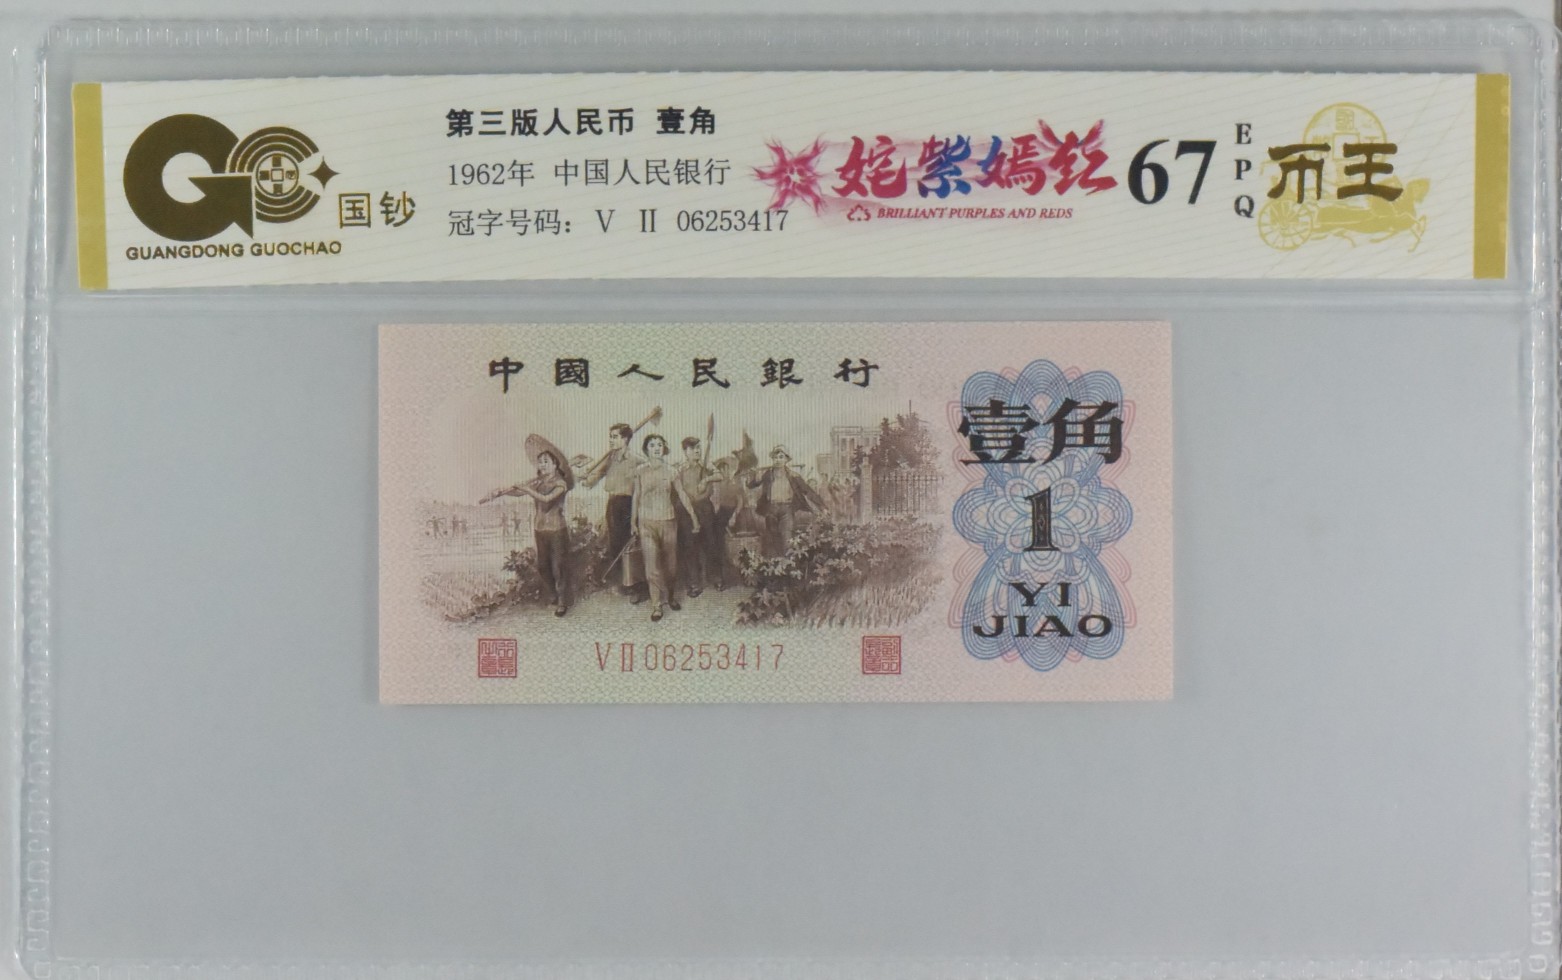 国钞
GUANGDONG GUOCHAO
第三版人民币 壹角
1962年 中国人民银行
冠字号码: V II 06253417
姹紫嫣红
BRILLIANT PURPLES AND REDS
67
EPQ
币王
中國人民銀行
壹角
1
YI
JIAO
V II 06253417